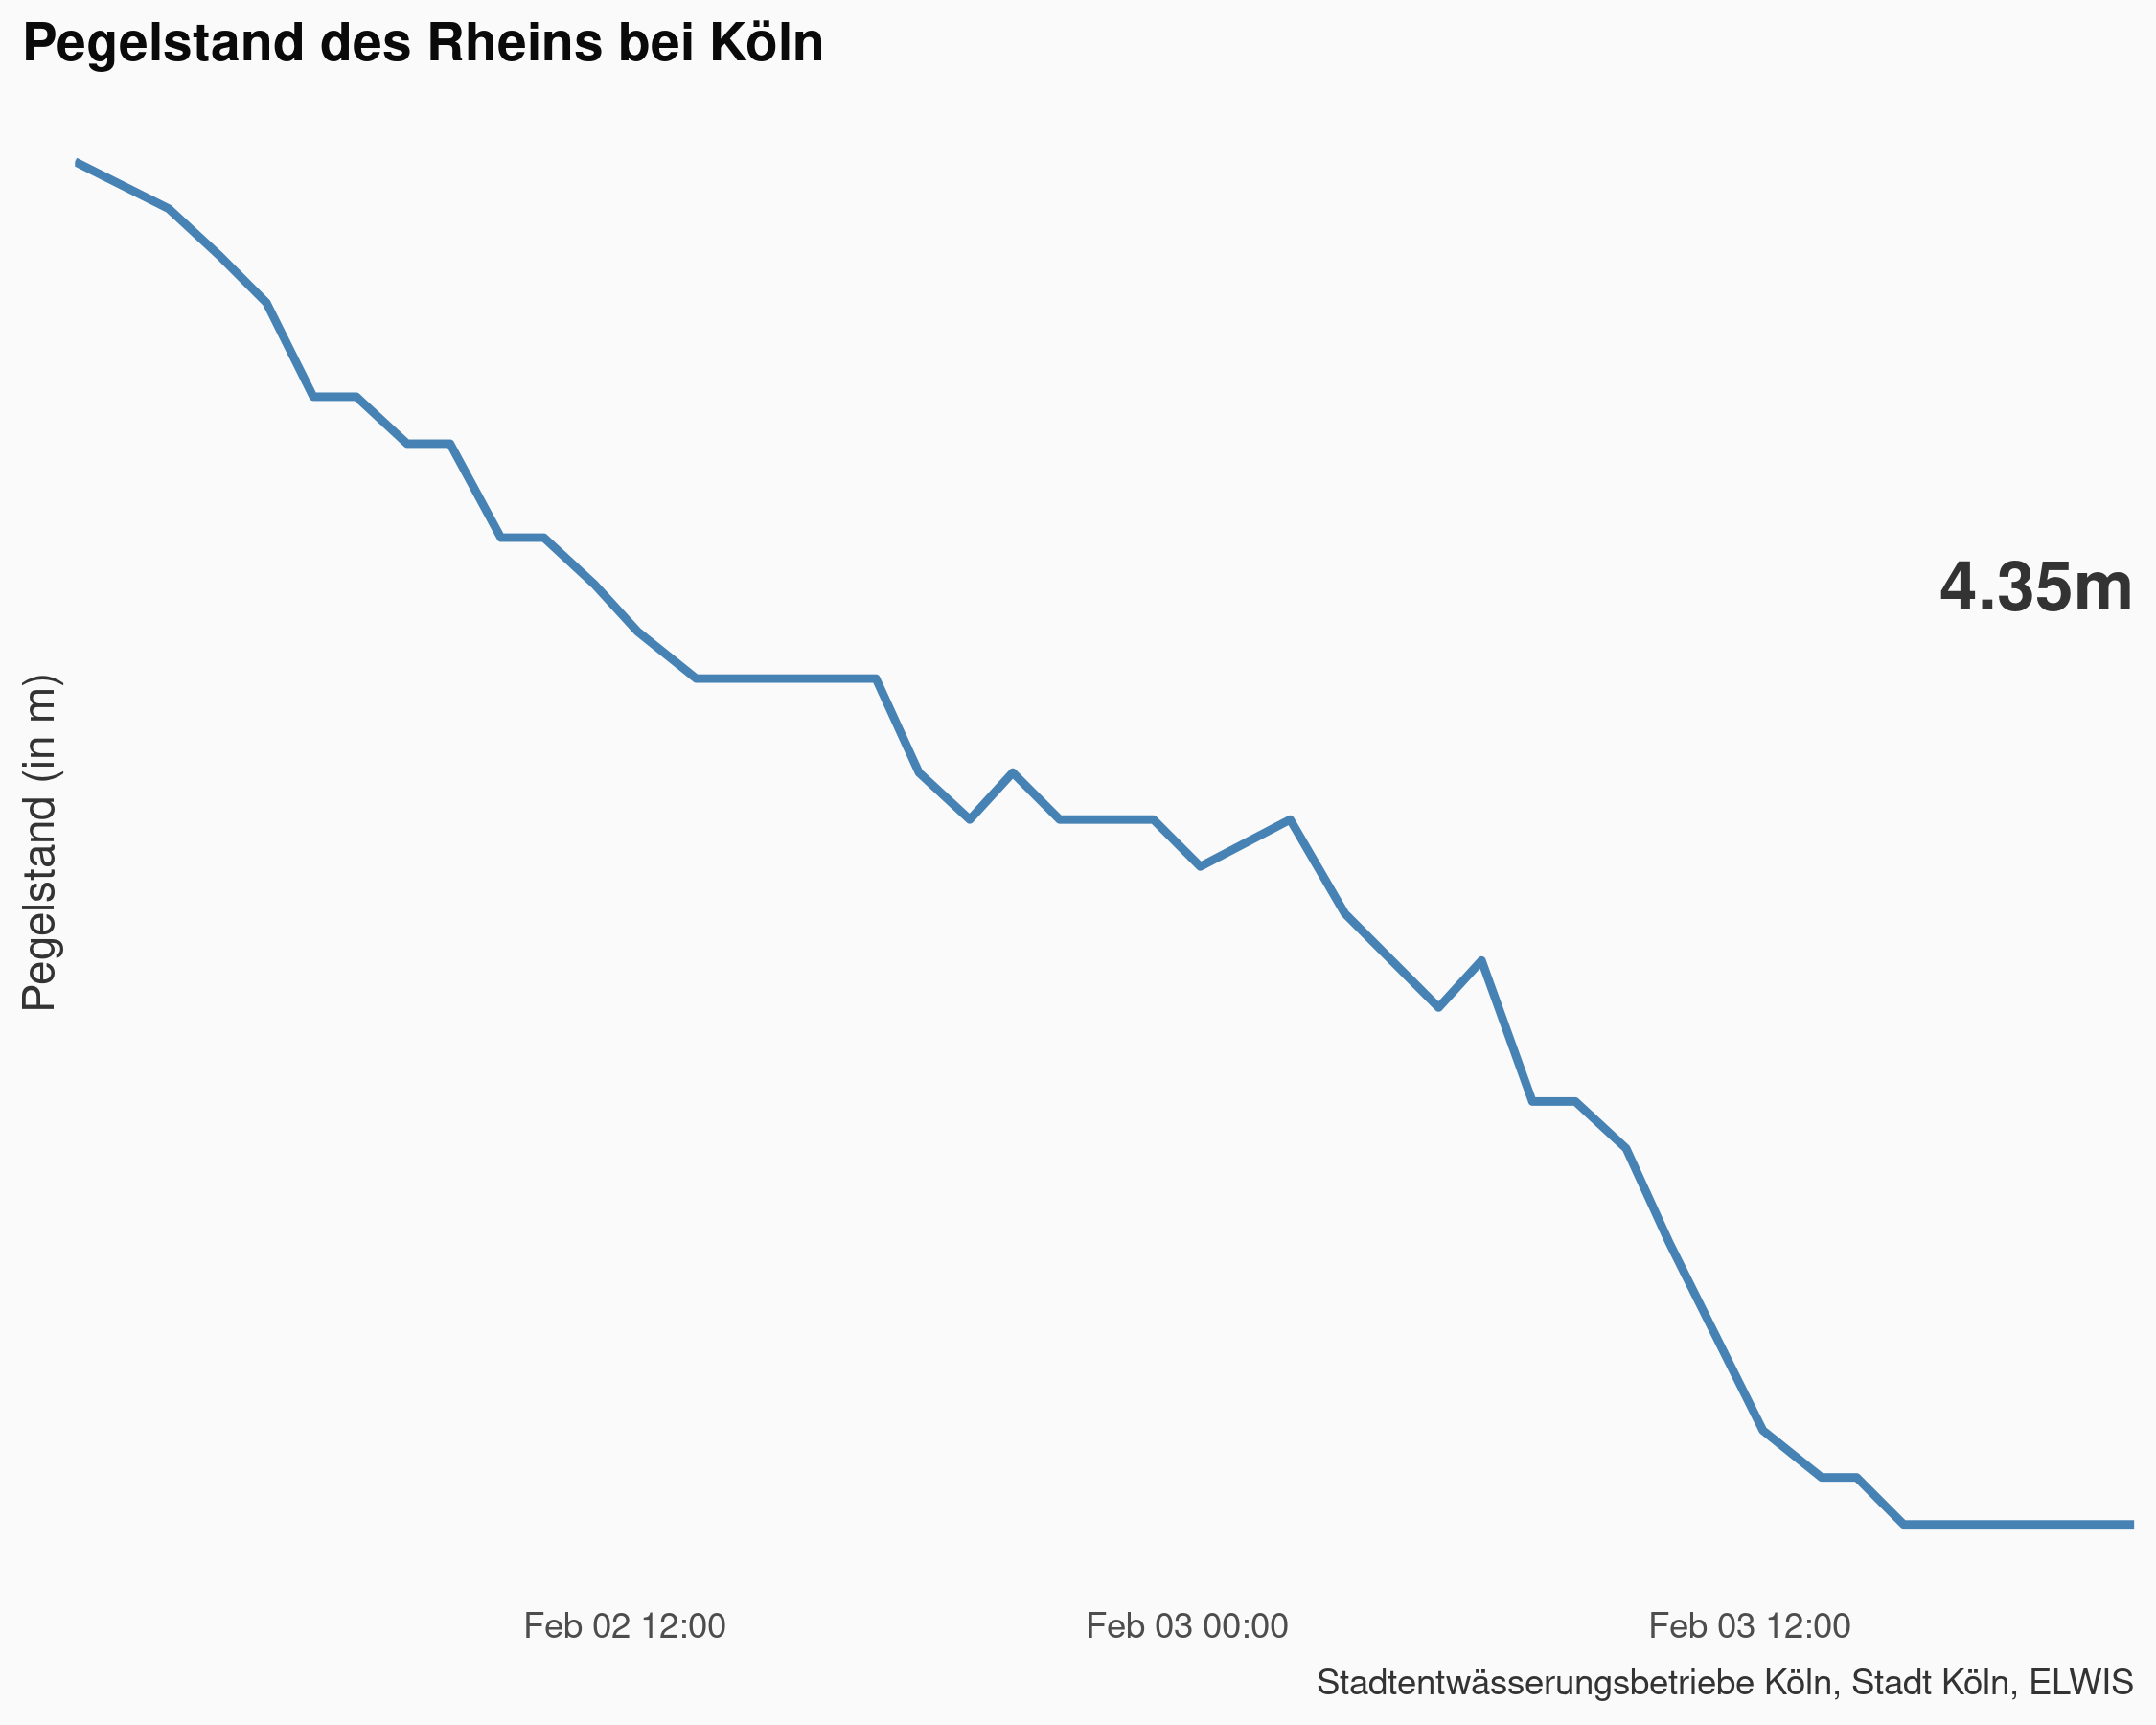 Pegelstand des Rheins bei Köln
4.35m
Pegelstand (in m)
Feb 02 12:00
Feb 03 00:00
Feb 03 12:00
Stadtentwässerungsbetriebe Köln, Stadt Köln, ELWIS